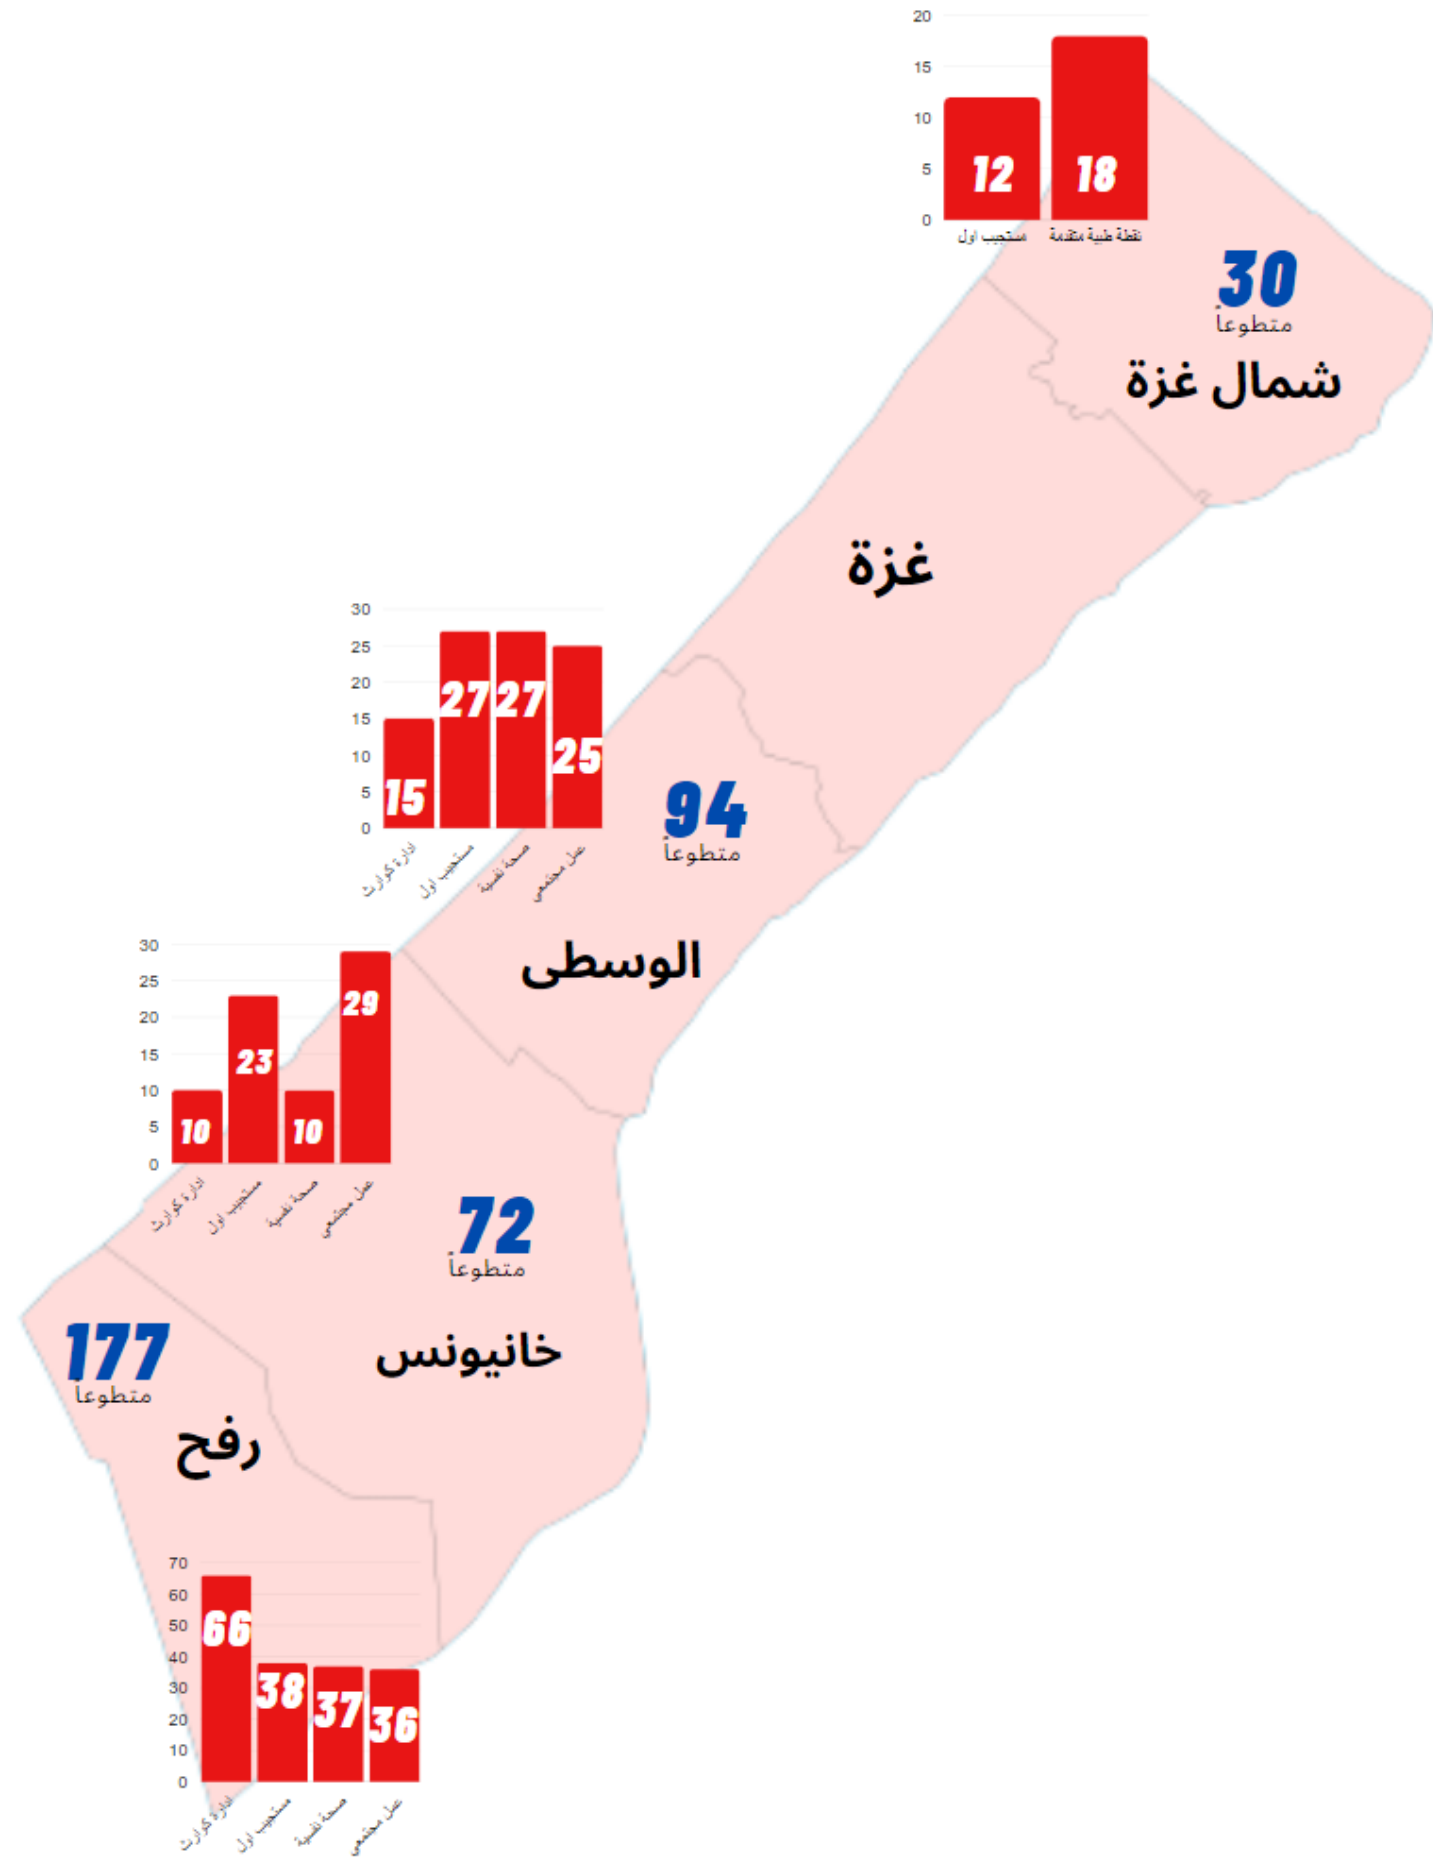 20
15
10
5
0
12
18
مستجيب اول
نقطة طبية متقدمة
30
متطوعاً
شمال غزة
غزة
30
25
20
15
10
5
0
15
27
27
25
ادارة كوارث
مستجيب اول
صحة نفسية
عمل مجتمعي
94
متطوعاً
الوسطى
30
25
20
15
10
5
0
10
23
10
29
ادارة كوارث
مستجيب اول
صحة نفسية
عمل مجتمعي
72
متطوعاً
خانيونس
177
متطوعاً
رفح
70
60
50
40
30
20
10
0
66
38
37
36
ادارة كوارث
مستجيب اول
صحة نفسية
عمل مجتمعي